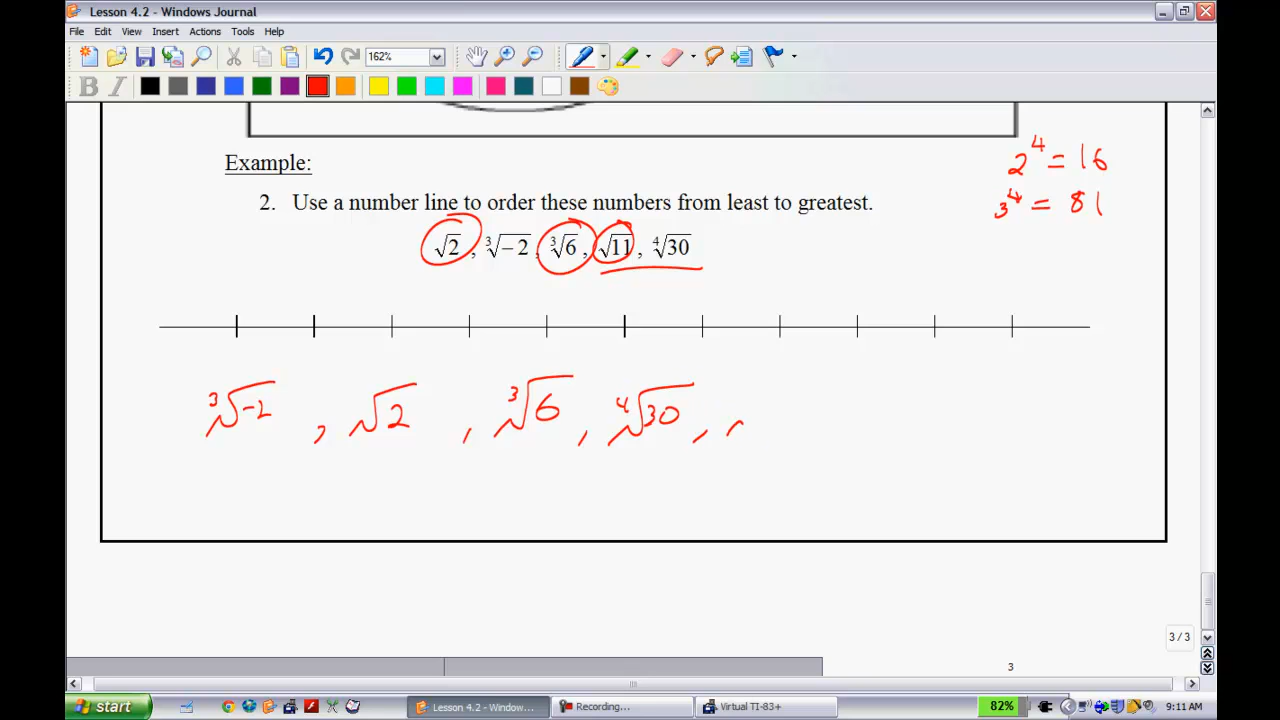 Lesson 4.2 - Windows Journal
File Edit View Insert Actions Tools Help
162%
B I
Example:
2⁴ = 16
3⁴ = 81
2. Use a number line to order these numbers from least to greatest.
√2, ∛−2, ∛6, √11, ∜30
∛-2, √2, ∛6, ∜30,
3/3
3
start
Lesson 4.2 - Window...
Recording...
Virtual TI-83+
82%
9:11 AM